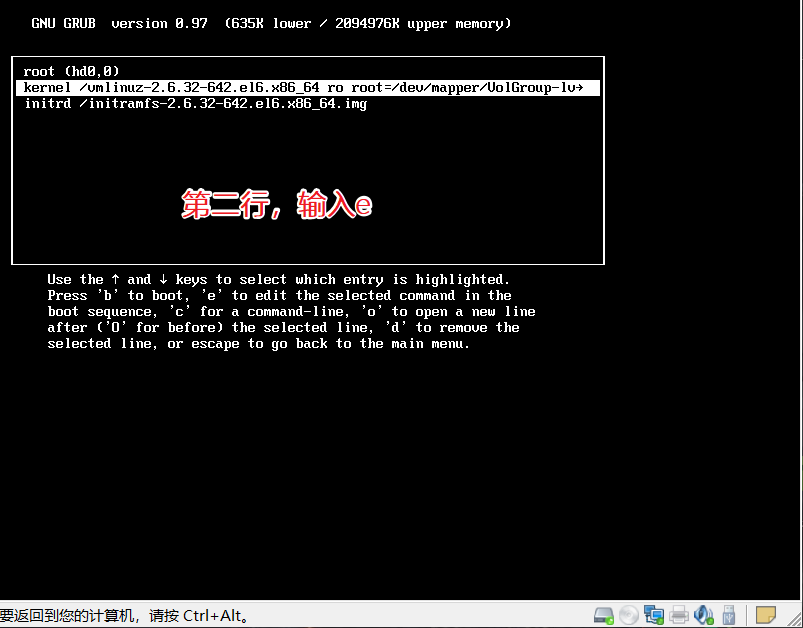 GNU GRUB  version 0.97  (635K lower / 2094976K upper memory)
root (hd0,0)
kernel /vmlinuz-2.6.32-642.el6.x86_64 ro root=/dev/mapper/VolGroup-lv→
initrd /initramfs-2.6.32-642.el6.x86_64.img
第二行，输入e
Use the ↑ and ↓ keys to select which entry is highlighted.
Press 'b' to boot, 'e' to edit the selected command in the
boot sequence, 'c' for a command-line, 'o' to open a new line
after ('O' for before) the selected line, 'd' to remove the
selected line, or escape to go back to the main menu.
要返回到您的计算机，请按 Ctrl+Alt。